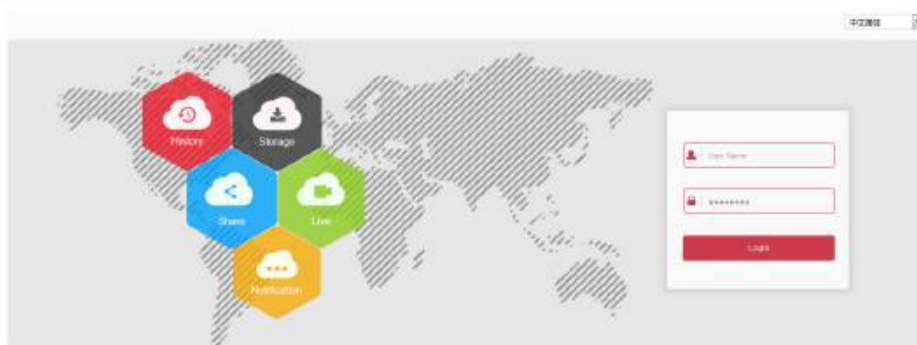 中文简体
History
Storage
Share
Live
Notification
User Name
Login